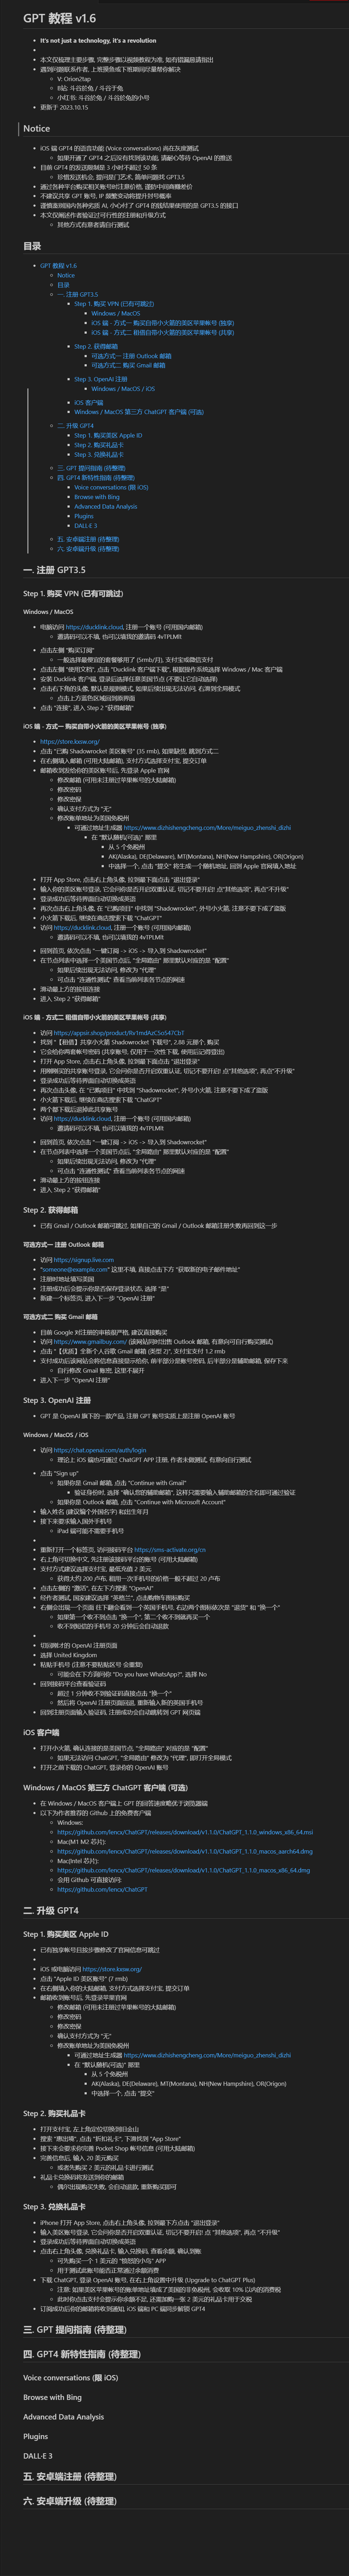 GPT 教程 v1.6
It's not just a technology, it's a revolution
本文仅梳理主要步骤, 完整步骤以视频教程为准, 如有错漏恳请指出
遇到问题联系作者, 上班摸鱼或下班期间尽量帮你解决
V: Orion2tap
B站: 斗谷於兔 / 斗谷于兔
小红书: 斗谷於兔 / 斗谷於兔的小号
更新于 2023.10.15
Notice
iOS 端 GPT4 的语音功能 (Voice conversations) 尚在灰度测试
如果开通了 GPT4 之后没有找到该功能, 请耐心等待 OpenAI 的推送
目前 GPT4 的发送限制是 3 小时不超过 50 条
珍惜发送机会, 提问是门艺术, 简单问题找 GPT3.5
通过各种平台购买相关账号时注意价格, 谨防中间商赚差价
不建议共享 GPT 账号, IP 频繁变动将提升封号概率
谨慎鉴别国内各种劣质 AI, 小心付了 GPT4 的钱结果使用的是 GPT3.5 的接口
本文仅阐述作者验证过可行性的注册和升级方式
其他方式有意者请自行测试
目录
GPT 教程 v1.6
Notice
目录
一. 注册 GPT3.5
Step 1. 购买 VPN (已有可跳过)
Windows / MacOS
iOS 端 - 方式一 购买自带小火箭的美区苹果帐号 (独享)
iOS 端 - 方式二 租借自带小火箭的美区苹果帐号 (共享)
Step 2. 获得邮箱
可选方式一 注册 Outlook 邮箱
可选方式二 购买 Gmail 邮箱
Step 3. OpenAI 注册
Windows / MacOS / iOS
iOS 客户端
Windows / MacOS 第三方 ChatGPT 客户端 (可选)
二. 升级 GPT4
Step 1. 购买美区 Apple ID
Step 2. 购买礼品卡
Step 3. 兑换礼品卡
三. GPT 提问指南 (待整理)
四. GPT4 新特性指南 (待整理)
Voice conversations (限 iOS)
Browse with Bing
Advanced Data Analysis
Plugins
DALL·E 3
五. 安卓端注册 (待整理)
六. 安卓端升级 (待整理)
一. 注册 GPT3.5
Step 1. 购买 VPN (已有可跳过)
Windows / MacOS
电脑访问 https://ducklink.cloud, 注册一个账号 (可用国内邮箱)
邀请码可以不填, 也可以填我的邀请码 4vTPLMlt
点击左侧 "购买订阅"
一般选择最便宜的套餐够用了 (5rmb/月), 支付宝或微信支付
点击左侧 "使用文档", 点击 "Ducklink 客户端下载", 根据操作系统选择 Windows / Mac 客户端
安装 Ducklink 客户端, 登录后选择任意美国节点 (不要让它自动选择)
点击右下角的头像, 默认是规则模式, 如果后续出现无法访问, 右滑到全局模式
点击上方蓝色区域回到原界面
点击 "连接", 进入 Step 2 "获得邮箱"
iOS 端 - 方式一 购买自带小火箭的美区苹果帐号 (独享)
https://store.kxsw.org/
点击 "已购 Shadowrocket 美区账号" (35 rmb), 如果缺货, 跳到方式二
在右侧填入邮箱 (可用大陆邮箱), 支付方式选择支付宝, 提交订单
邮箱收到发给你的美区账号后, 先登录 Apple 官网
修改邮箱 (可用未注册过苹果帐号的大陆邮箱)
修改密码
修改密保
确认支付方式为 "无"
修改账单地址为美国免税州
可通过地址生成器 https://www.dizhishengcheng.com/More/meiguo_zhenshi_dizhi
在 "默认随机(可选)" 那里
从 5 个免税州
AK(Alaska), DE(Delaware), MT(Montana), NH(New Hampshire), OR(Origon)
中选择一个, 点击 "提交" 将生成一个随机地址, 回到 Apple 官网填入地址
打开 App Store, 点击右上角头像, 拉到最下面点击 "退出登录"
输入你的美区账号登录, 它会问你是否开启双重认证, 切记不要开启! 点"其他选项", 再点"不升级"
登录成功后等待界面自动切换成英语
再次点击右上角头像, 在 "已购项目" 中找到 "Shadowrocket", 外号小火箭, 注意不要下成了盗版
小火箭下载后, 继续在商店搜索下载 "ChatGPT"
访问 https://ducklink.cloud, 注册一个账号 (可用国内邮箱)
邀请码可以不填, 也可以填我的 4vTPLMlt
回到首页, 依次点击 "一键订阅 -> iOS -> 导入到 Shadowrocket"
在节点列表中选择一个美国节点后, "全局路由" 那里默认对应的是 "配置"
如果后续出现无法访问, 修改为 "代理"
可点击 "连通性测试" 查看当前列表各节点的网速
滑动最上方的按钮连接
进入 Step 2 "获得邮箱"
iOS 端 - 方式二 租借自带小火箭的美区苹果帐号 (共享)
访问 https://appsir.shop/product/Rv1mdAzC5o547CbT
找到 "【租借】共享小火箭 Shadowrocket 下载号", 2.88 元那个, 购买
它会给你两套帐号密码 (共享账号, 仅用于一次性下载, 使用后记得登出)
打开 App Store, 点击右上角头像, 拉到最下面点击 "退出登录"
用刚刚买的共享账号登录, 它会问你是否开启双重认证, 切记不要开启! 点"其他选项", 再点"不升级"
登录成功后等待界面自动切换成英语
再次点击头像, 在 "已购项目" 中找到 "Shadowrocket", 外号小火箭, 注意不要下成了盗版
小火箭下载后, 继续在商店搜索下载 "ChatGPT"
两个都下载后退掉此共享账号
访问 https://ducklink.cloud, 注册一个账号 (可用国内邮箱)
邀请码可以不填, 也可以填我的 4vTPLMlt
回到首页, 依次点击 "一键订阅 -> iOS -> 导入到 Shadowrocket"
在节点列表中选择一个美国节点后, "全局路由" 那里默认对应的是 "配置"
如果后续出现无法访问, 修改为 "代理"
可点击 "连通性测试" 查看当前列表各节点的网速
滑动最上方的按钮连接
进入 Step 2 "获得邮箱"
Step 2. 获得邮箱
已有 Gmail / Outlook 邮箱可跳过, 如果自己的 Gmail / Outlook 邮箱注册失败再回到这一步
可选方式一 注册 Outlook 邮箱
访问 https://signup.live.com
"someone@example.com" 这里不填, 直接点击下方 "获取新的电子邮件地址"
注册时地址填写美国
注册成功后会提示你是否保存登录状态, 选择 "是"
新建一个标签页, 进入下一步 "OpenAI 注册"
可选方式二 购买 Gmail 邮箱
目前 Google 对注册的审核很严格, 建议直接购买
访问 https://www.gmailbuy.com/ (该网站同时出售 Outlook 邮箱, 有意向可自行购买测试)
点击 "【优质】全新个人谷歌 Gmail 邮箱 (类型 2)", 支付宝支付 1.2 rmb
支付成功后该网站会将信息直接显示给你, 前半部分是账号密码, 后半部分是辅助邮箱, 保存下来
自行修改 Gmail 账密, 这里不展开
进入下一步 "OpenAI 注册"
Step 3. OpenAI 注册
GPT 是 OpenAI 旗下的一款产品, 注册 GPT 账号实质上是注册 OpenAI 账号
Windows / MacOS / iOS
访问 https://chat.openai.com/auth/login
理论上 iOS 端也可通过 ChatGPT APP 注册, 作者未做测试, 有意向自行测试
点击 "Sign up"
如果你是 Gmail 邮箱, 点击 "Continue with Gmail"
验证身份时, 选择 "确认您的辅助邮箱", 这样只需要输入辅助邮箱的全名即可通过验证
如果你是 Outlook 邮箱, 点击 "Continue with Microsoft Account"
输入姓名 (建议编个外国名字) 和出生年月
接下来要求输入国外手机号
iPad 端可能不需要手机号
重新打开一个标签页, 访问接码平台 https://sms-activate.org/cn
右上角可切换中文, 先注册该接码平台的账号 (可用大陆邮箱)
支付方式建议选择支付宝, 最低充值 2 美元
获得大约 200 卢布, 租用一次手机号的价格一般不超过 20 卢布
点击左侧的 "激活", 在左下方搜索 "OpenAI"
经作者测试, 国家建议选择 "英格兰", 点击购物车图标购买
右侧会出现一个页面 往下翻会看到一个英国手机号, 右边两个图标依次是 "退货" 和 "换一个"
如果第一个收不到点击 "换一个", 第二个收不到就再买一个
收不到短信的手机号 20 分钟后会自动退款
切回刚才的 OpenAI 注册页面
选择 United Kingdom
粘贴手机号 (注意不要粘贴区号 会重复)
可能会在下方询问你 "Do you have WhatsApp?", 选择 No
回到接码平台查看验证码
超过 1 分钟收不到验证码直接点击 "换一个"
然后将 OpenAI 注册页面回退, 重新输入新的英国手机号
回到注册页面输入验证码, 注册成功会自动跳转到 GPT 网页端
iOS 客户端
打开小火箭, 确认连接的是美国节点, "全局路由" 对应的是 "配置"
如果无法访问 ChatGPT, "全局路由" 修改为 "代理", 即打开全局模式
打开之前下载的 ChatGPT, 登录你的 OpenAI 账号
Windows / MacOS 第三方 ChatGPT 客户端 (可选)
在 Windows / MacOS 客户端上 GPT 的回答速度略优于浏览器端
以下为作者推荐的 Github 上的免费客户端
Windows:
https://github.com/lencx/ChatGPT/releases/download/v1.1.0/ChatGPT_1.1.0_windows_x86_64.msi
Mac(M1 M2 芯片):
https://github.com/lencx/ChatGPT/releases/download/v1.1.0/ChatGPT_1.1.0_macos_aarch64.dmg
Mac(Intel 芯片):
https://github.com/lencx/ChatGPT/releases/download/v1.1.0/ChatGPT_1.1.0_macos_x86_64.dmg
会用 Github 可直接访问:
https://github.com/lencx/ChatGPT
二. 升级 GPT4
Step 1. 购买美区 Apple ID
已有独享帐号且按步骤修改了官网信息可跳过
iOS 或电脑访问 https://store.kxsw.org/
点击 "Apple ID 美区账号" (7 rmb)
在右侧填入你的大陆邮箱, 支付方式选择支付宝, 提交订单
邮箱收到账号后, 先登录苹果官网
修改邮箱 (可用未注册过苹果帐号的大陆邮箱)
修改密码
修改密保
确认支付方式为 "无"
修改账单地址为美国免税州
可通过地址生成器 https://www.dizhishengcheng.com/More/meiguo_zhenshi_dizhi
在 "默认随机(可选)" 那里
从 5 个免税州
AK(Alaska), DE(Delaware), MT(Montana), NH(New Hampshire), OR(Origon)
中选择一个, 点击 "提交"
Step 2. 购买礼品卡
打开支付宝, 左上角定位切换到旧金山
搜索 "惠出境", 点击 "折扣礼卡", 下滑找到 "App Store"
接下来会要求你完善 Pocket Shop 帐号信息 (可用大陆邮箱)
完善信息后, 输入 20 美元购买
或者先购买 2 美元的礼品卡进行测试
礼品卡兑换码将发送到你的邮箱
偶尔出现购买失败, 会自动退款, 重新购买即可
Step 3. 兑换礼品卡
iPhone 打开 App Store, 点击右上角头像, 拉到最下方点击 "退出登录"
输入美区账号登录, 它会问你是否开启双重认证, 切记不要开启! 点 "其他选项", 再点 "不升级"
登录成功后等待界面自动切换成英语
点击右上角头像, 兑换礼品卡, 输入兑换码, 查看余额, 确认到账
可先购买一个 1 美元的 "愤怒的小鸟" APP
用于测试此账号能否正常通过余额消费
下载 ChatGPT, 登录 OpenAI 账号, 在右上角设置中升级 (Upgrade to ChatGPT Plus)
注意: 如果美区苹果号的账单地址填成了美国的非免税州, 会收取 10% 以内的消费税
此时你点击支付会提示你余额不足, 还需加购一张 2 美元的礼品卡用于交税
订阅成功后你的邮箱将收到通知, iOS 端和 PC 端同步解锁 GPT4
三. GPT 提问指南 (待整理)
四. GPT4 新特性指南 (待整理)
Voice conversations (限 iOS)
Browse with Bing
Advanced Data Analysis
Plugins
DALL·E 3
五. 安卓端注册 (待整理)
六. 安卓端升级 (待整理)